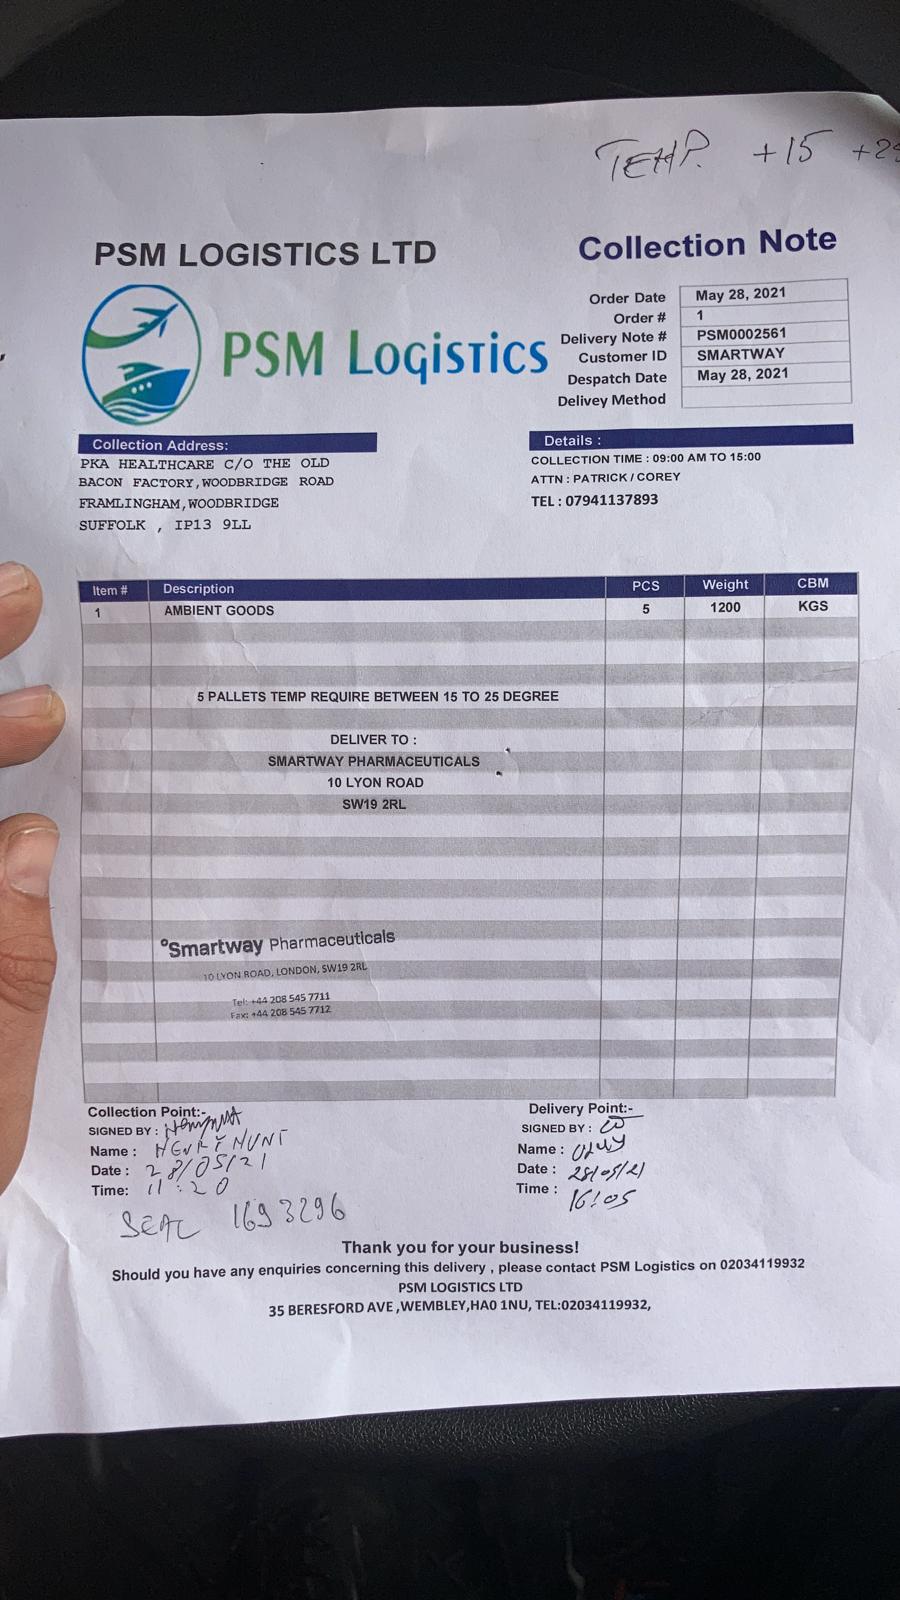 TEMP. +15
PSM LOGISTICS LTD
Collection Note
PSM Logistics
Order Date May 28, 2021
Order # 1
Delivery Note # PSM0002561
Customer ID SMARTWAY
Despatch Date May 28, 2021
Delivey Method
Collection Address:
PKA HEALTHCARE C/O THE OLD
BACON FACTORY,WOODBRIDGE ROAD
FRAMLINGHAM,WOODBRIDGE
SUFFOLK , IP13 9LL
Details :
COLLECTION TIME : 09:00 AM TO 15:00
ATTN : PATRICK / COREY
TEL : 07941137893
Item # Description PCS Weight CBM
1 AMBIENT GOODS 5 1200 KGS
5 PALLETS TEMP REQUIRE BETWEEN 15 TO 25 DEGREE
DELIVER TO :
SMARTWAY PHARMACEUTICALS
10 LYON ROAD
SW19 2RL
Smartway Pharmaceuticals
10 LYON ROAD, LONDON, SW19 2RL
Tel: +44 208 545 7711
Fax: +44 208 545 7712
Collection Point:-
SIGNED BY :
Name : HENRY HUNT
Date : 28/05/21
Time: 11:20
SEAL 1693296
Delivery Point:-
SIGNED BY :
Name :
Date : 28/05/21
Time : 16:05
Thank you for your business!
Should you have any enquiries concerning this delivery , please contact PSM Logistics on 02034119932
PSM LOGISTICS LTD
35 BERESFORD AVE ,WEMBLEY,HA0 1NU, TEL:02034119932,